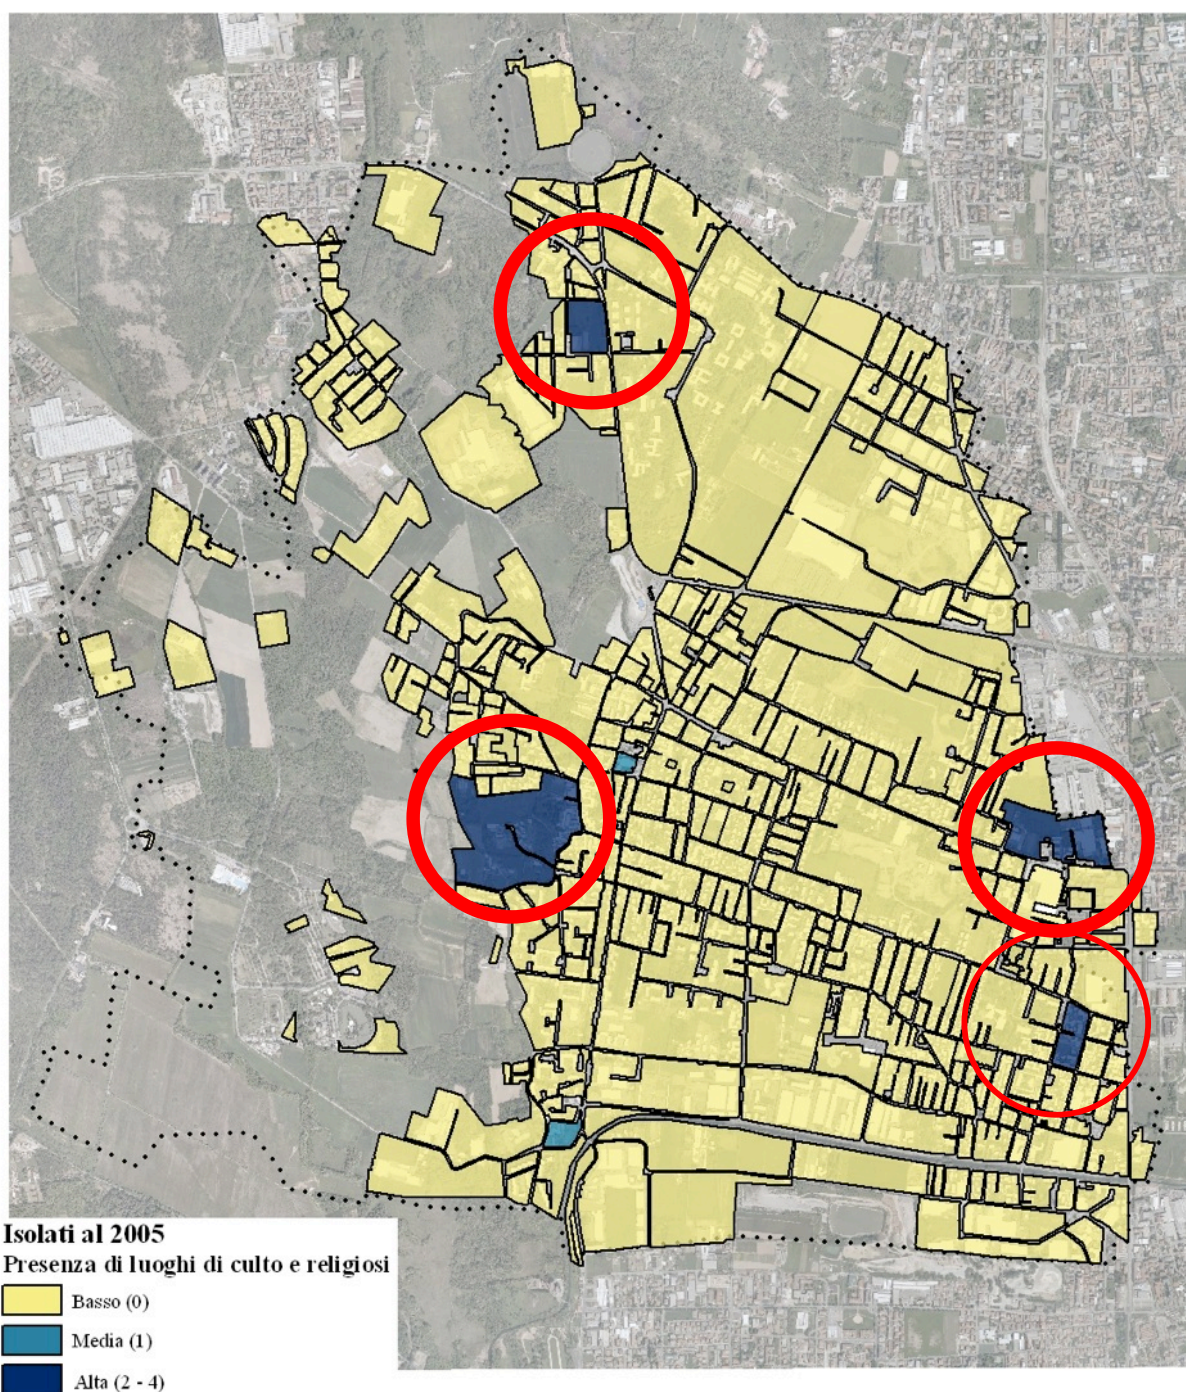 Isolati al 2005
Presenza di luoghi di culto e religiosi
Basso (0)
Media (1)
Alta (2 - 4)